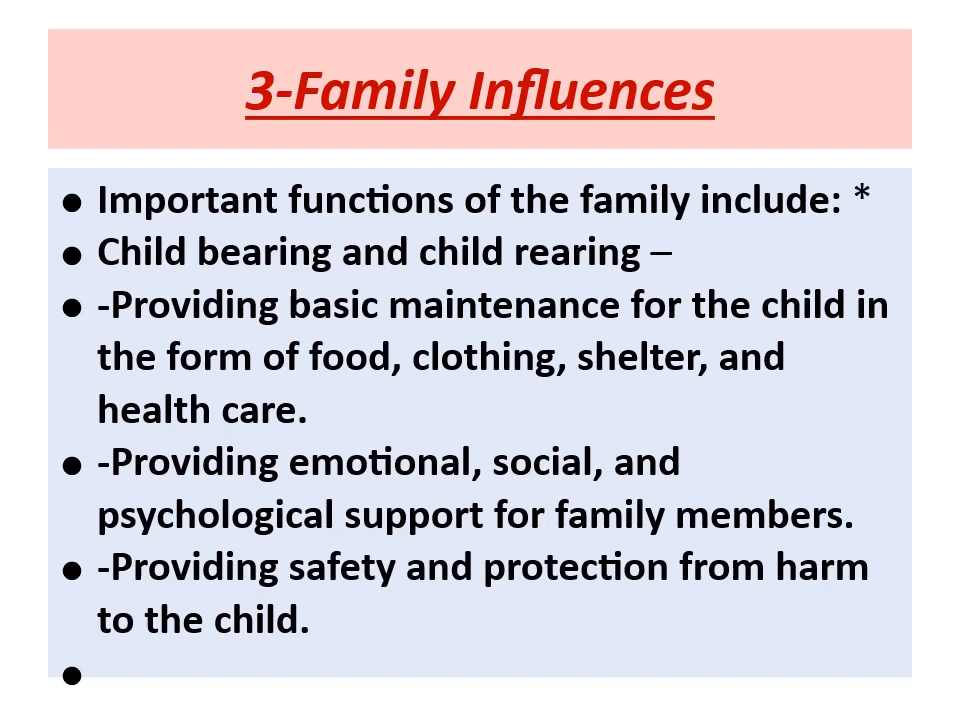 3-Family Influences
● Important functions of the family include: *
● Child bearing and child rearing –
● -Providing basic maintenance for the child in
the form of food, clothing, shelter, and
health care.
● -Providing emotional, social, and
psychological support for family members.
● -Providing safety and protection from harm
to the child.
●